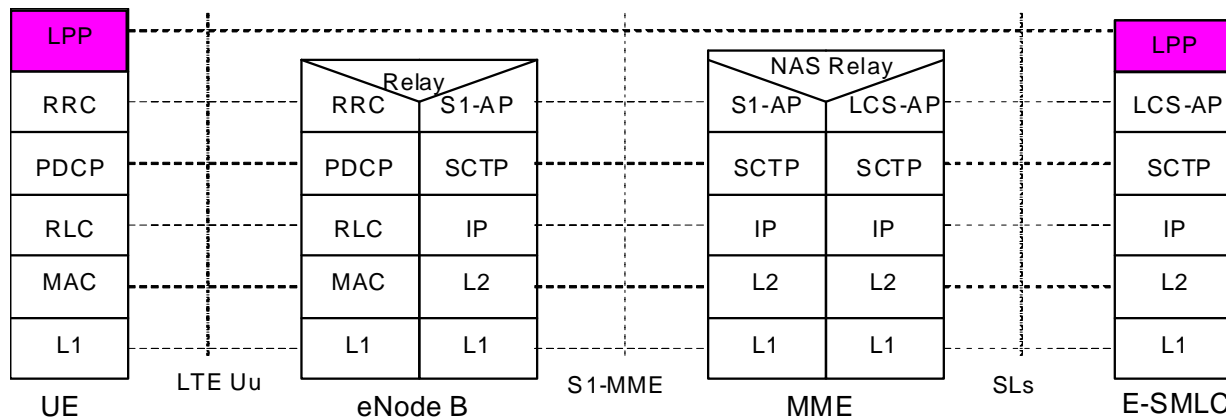 LPP
LPP
Relay
NAS Relay
RRC
RRC
S1-AP
S1-AP
LCS-AP
LCS-AP
PDCP
PDCP
SCTP
SCTP
SCTP
SCTP
RLC
RLC
IP
IP
IP
IP
MAC
MAC
L2
L2
L2
L2
L1
L1
L1
L1
L1
L1
LTE Uu
S1-MME
SLs
UE
eNode B
MME
E-SMLC